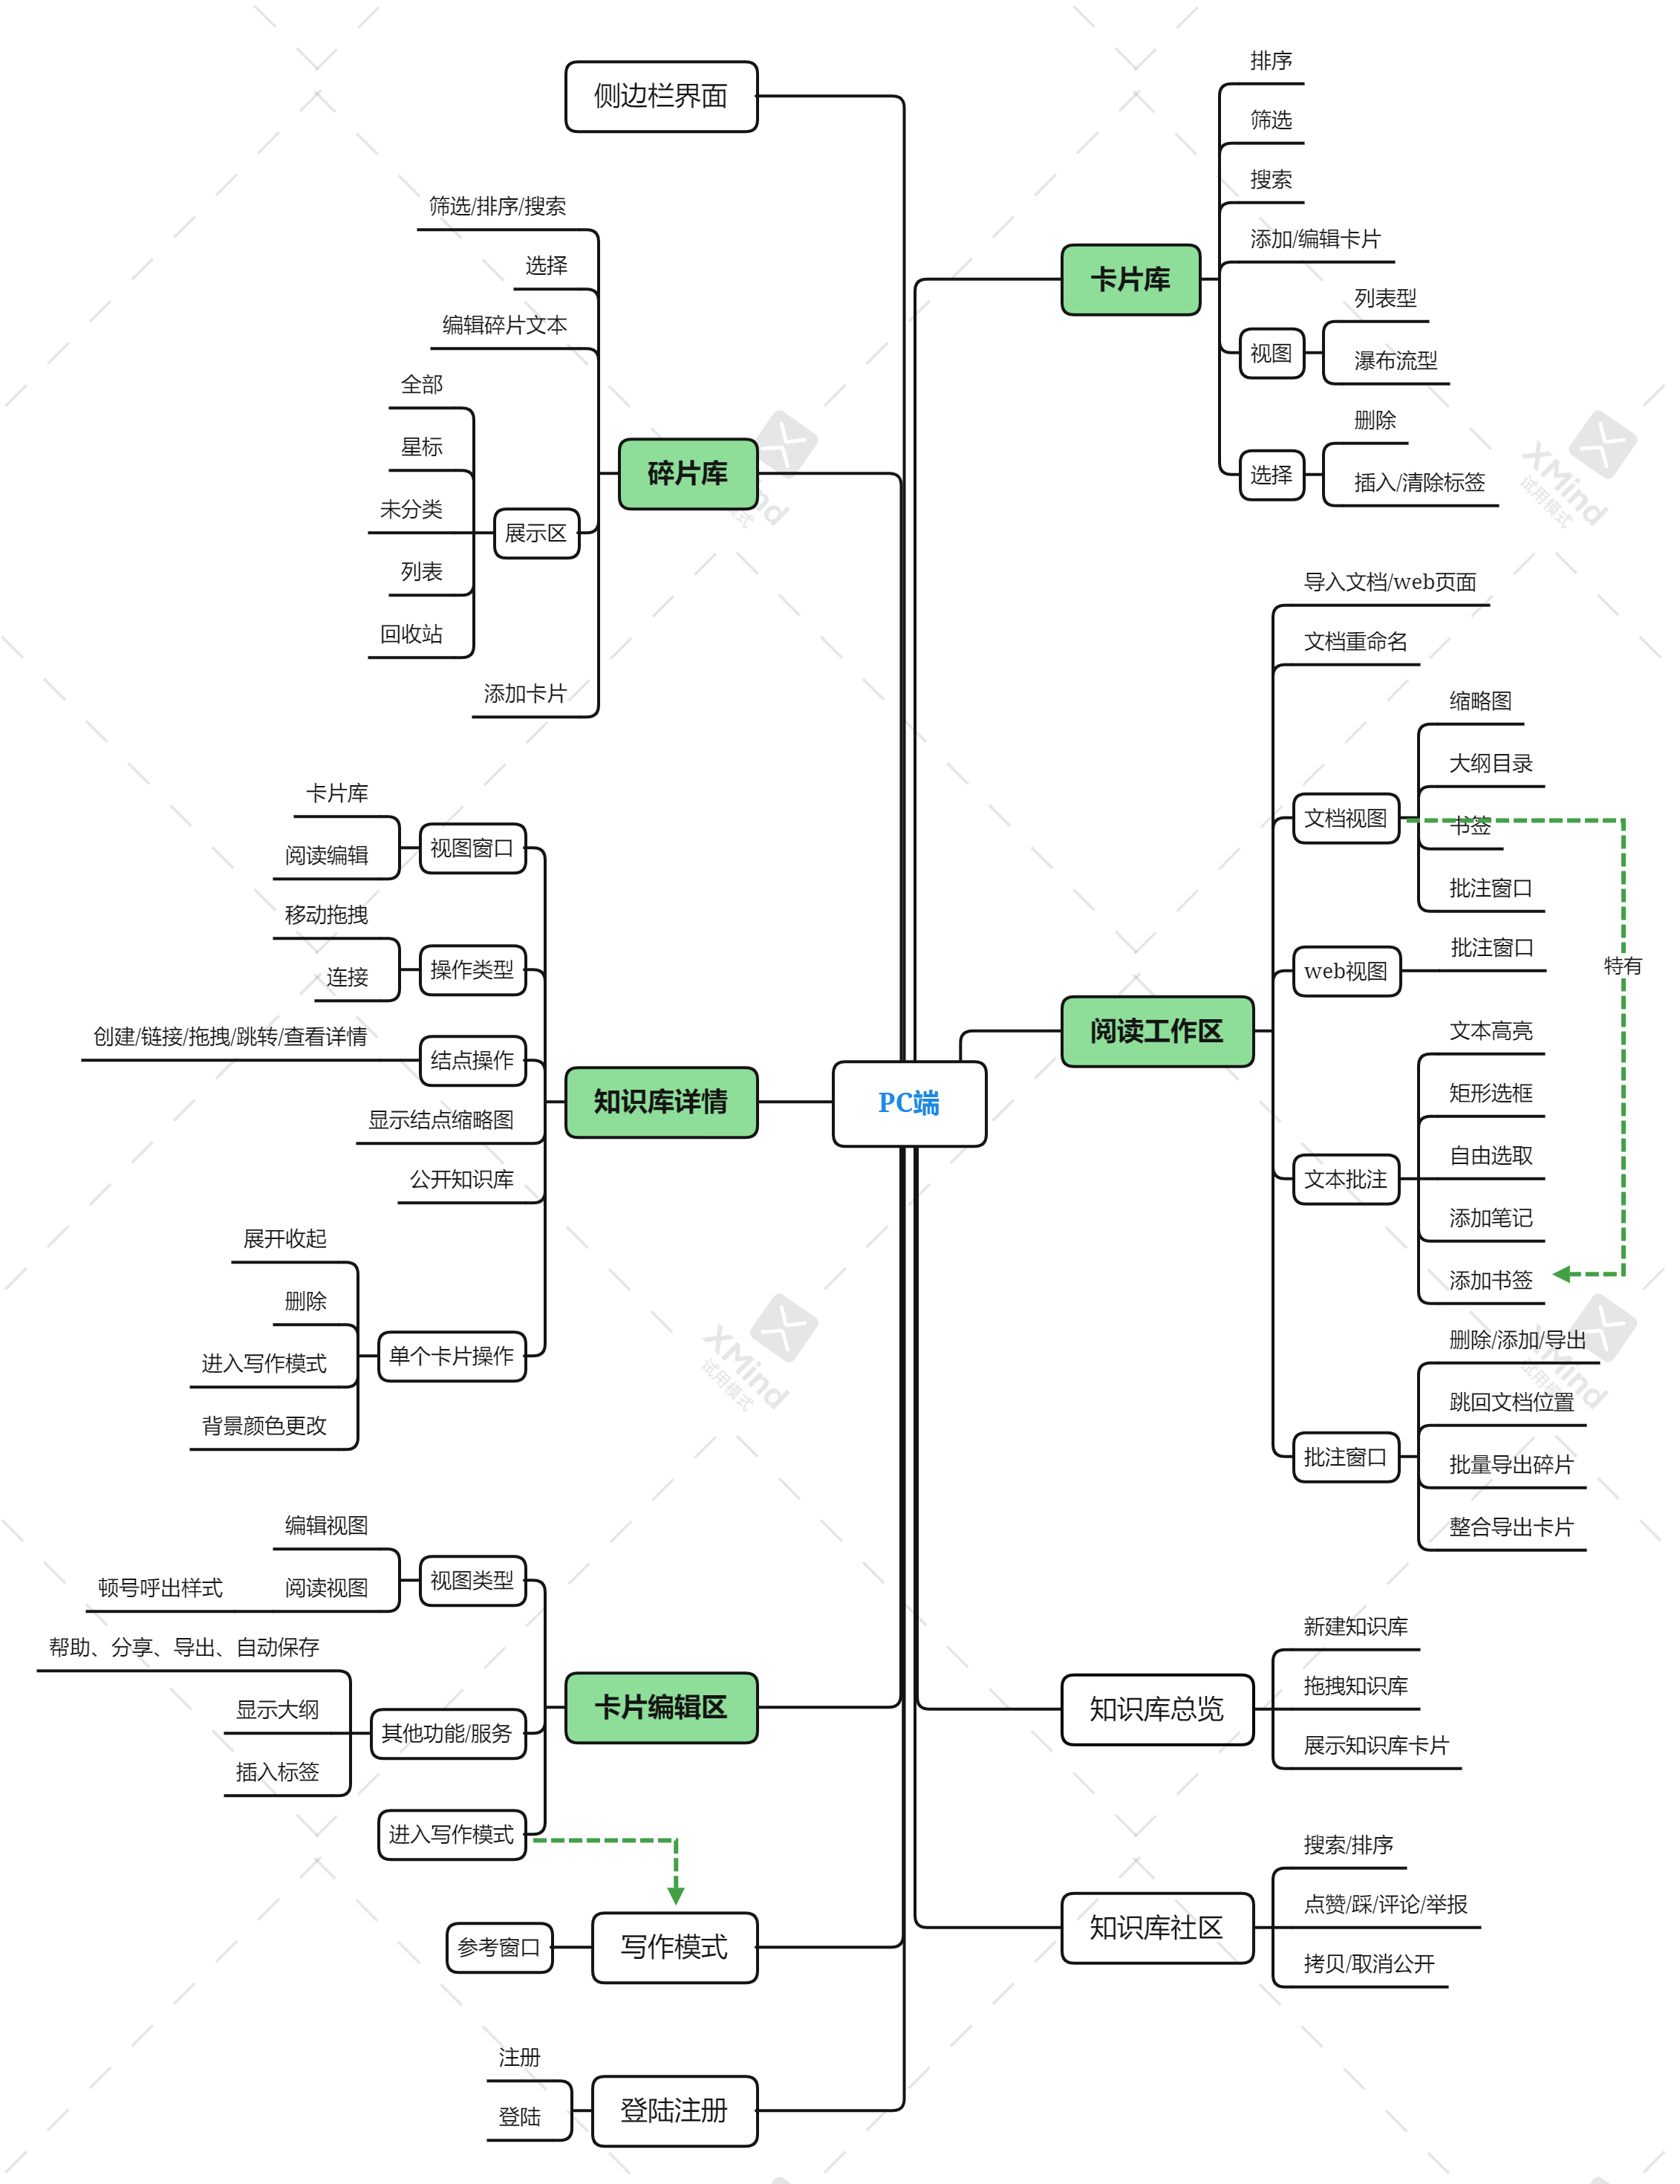 PC端
卡片库
排序
筛选
搜索
添加/编辑卡片
视图
列表型
瀑布流型
选择
删除
插入/清除标签
阅读工作区
导入文档/web页面
文档重命名
文档视图
缩略图
大纲目录
书签
批注窗口
特有
web视图
批注窗口
文本批注
文本高亮
矩形选框
自由选取
添加笔记
添加书签
批注窗口
删除/添加/导出
跳回文档位置
批量导出碎片
整合导出卡片
知识库总览
新建知识库
拖拽知识库
展示知识库卡片
知识库社区
搜索/排序
点赞/踩/评论/举报
拷贝/取消公开
侧边栏界面
碎片库
筛选/排序/搜索
选择
编辑碎片文本
展示区
全部
星标
未分类
列表
回收站
添加卡片
知识库详情
视图窗口
卡片库
阅读编辑
操作类型
移动拖拽
连接
结点操作
创建/链接/拖拽/跳转/查看详情
显示结点缩略图
公开知识库
单个卡片操作
展开收起
删除
进入写作模式
背景颜色更改
卡片编辑区
视图类型
编辑视图
阅读视图
顿号呼出样式
其他功能/服务
帮助、分享、导出、自动保存
显示大纲
插入标签
进入写作模式
写作模式
参考窗口
登陆注册
注册
登陆
XMind
试用模式
XMind
试用模式